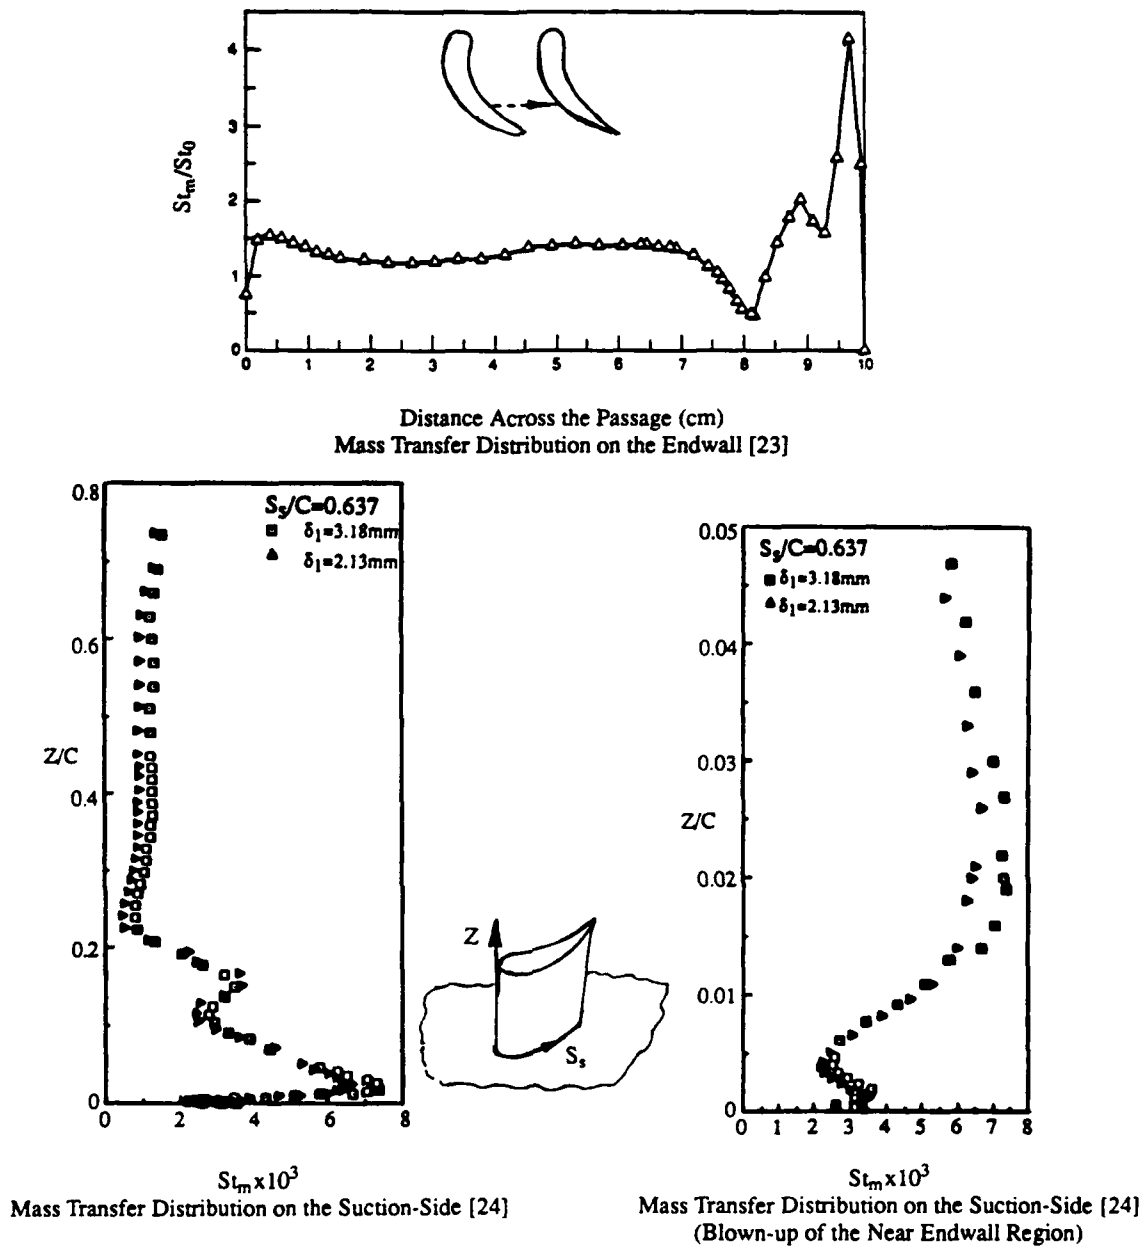 4
3
2
1
0
St_m/St_0
0 1 2 3 4 5 6 7 8 9 10
Distance Across the Passage (cm)
Mass Transfer Distribution on the Endwall [23]
0.8
0.6
0.4
0.2
0
Z/C
S_s/C=0.637
δ_1=3.18mm
δ_1=2.13mm
0 2 4 6 8
St_m x10^3
Mass Transfer Distribution on the Suction-Side [24]
Z
S_s
0.05
0.04
0.03
0.02
0.01
0
Z/C
S_s/C=0.637
δ_1=3.18mm
δ_1=2.13mm
0 1 2 3 4 5 6 7 8
St_m x10^3
Mass Transfer Distribution on the Suction-Side [24]
(Blown-up of the Near Endwall Region)